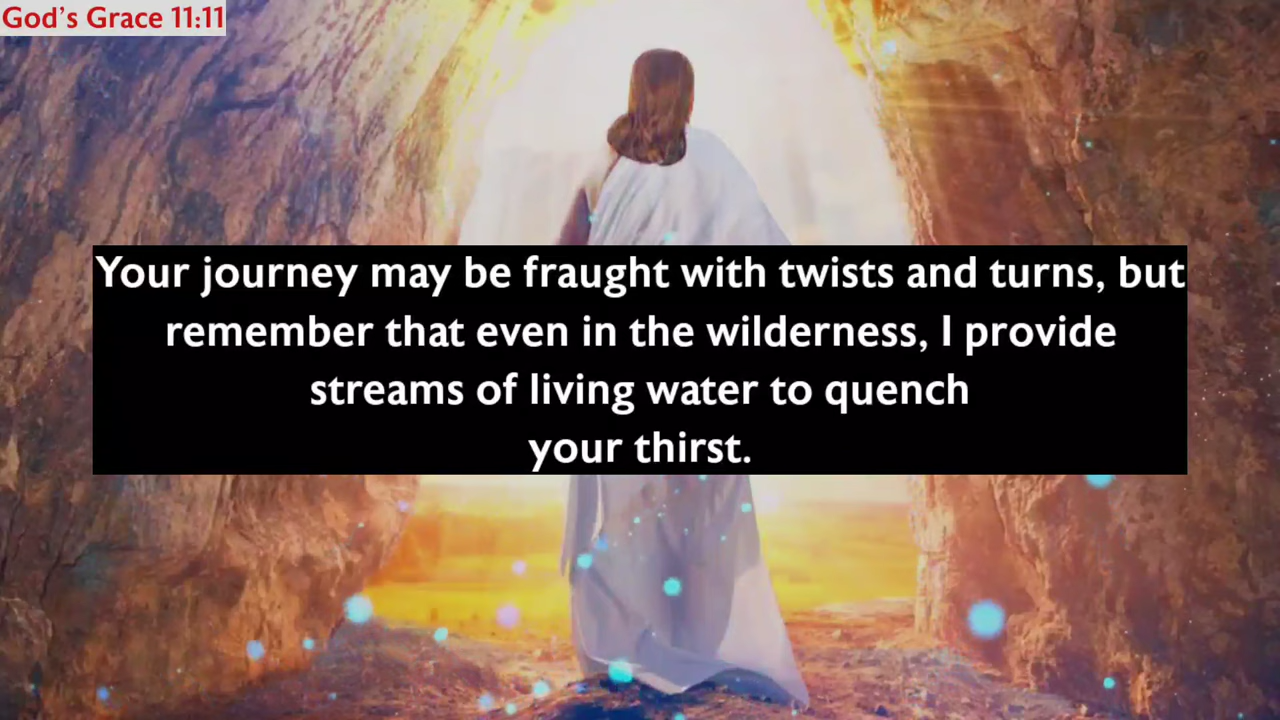 God's Grace 11:11
Your journey may be fraught with twists and turns, but
remember that even in the wilderness, I provide
streams of living water to quench
your thirst.